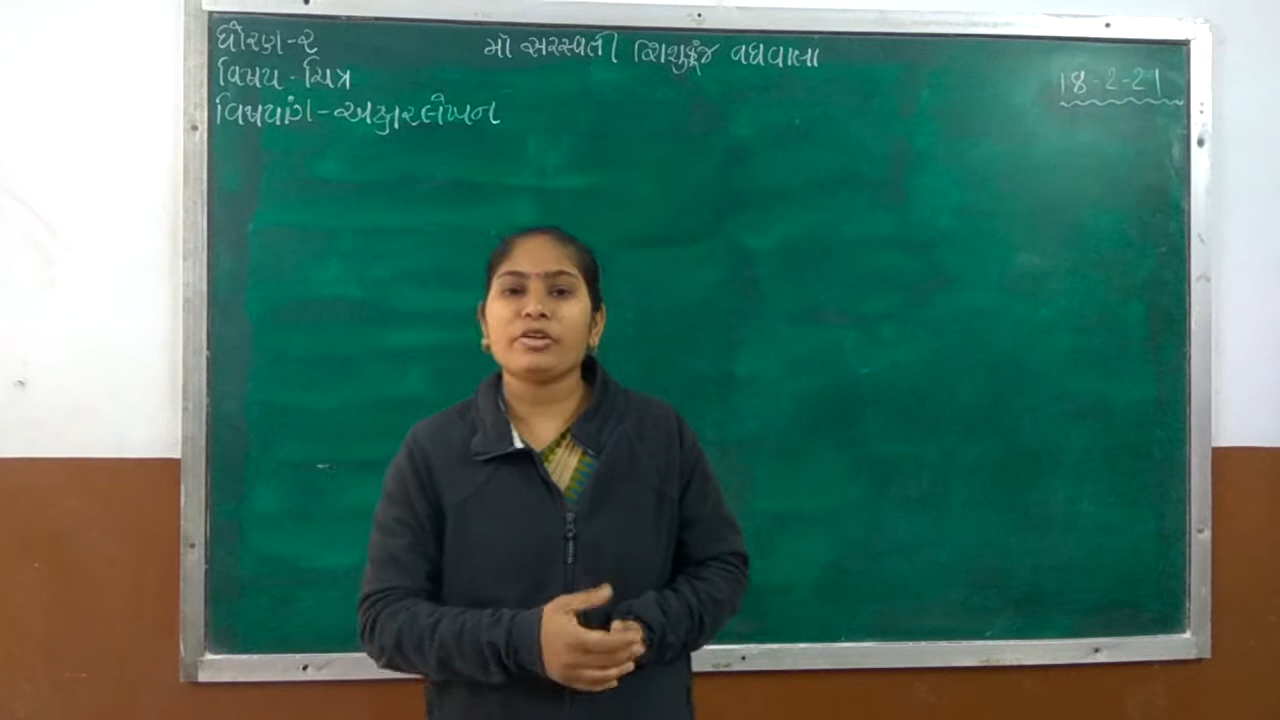 ધોરણ-૨
માઁ સરસ્વતી શિશુકુંજ વઘવાલા
18-2-21
વિષય - ચિત્ર
વિષયાંગ - અક્ષરલેખન